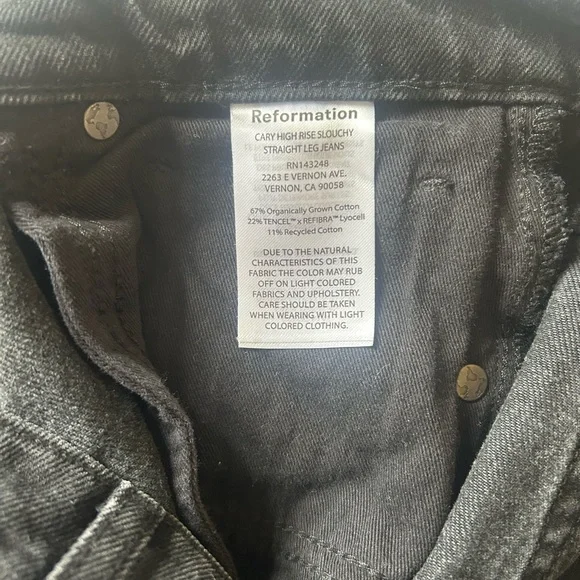 Reformation
CARY HIGH RISE SLOUCHY
STRAIGHT LEG JEANS
RN143248
2263 E VERNON AVE.
VERNON, CA 90058
67% Organically Grown Cotton
22% TENCEL™ x REFIBRA™ Lyocell
11% Recycled Cotton
DUE TO THE NATURAL
CHARACTERISTICS OF THIS
FABRIC THE COLOR MAY RUB
OFF ON LIGHT COLORED
FABRICS AND UPHOLSTERY.
CARE SHOULD BE TAKEN
WHEN WEARING WITH LIGHT
COLORED CLOTHING.